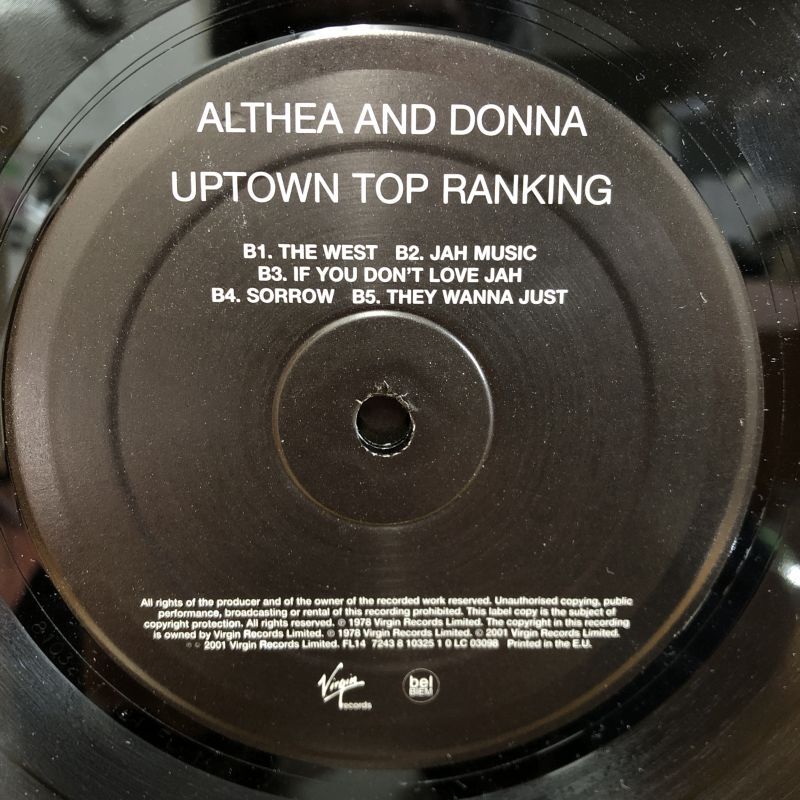 ALTHEA AND DONNA
UPTOWN TOP RANKING
B1. THE WEST B2. JAH MUSIC
B3. IF YOU DON'T LOVE JAH
B4. SORROW B5. THEY WANNA JUST
All rights of the producer and of the owner of the recorded work reserved. Unauthorised copying, public
performance, broadcasting or rental of this recording prohibited. This label copy is the subject of
copyright protection. All rights reserved. ℗ 1978 Virgin Records Limited. The copyright in this recording
is owned by Virgin Records Limited. ℗ 1978 Virgin Records Limited. © 2001 Virgin Records Limited.
℗ © 2001 Virgin Records Limited. FL14 7243 8 10325 1 0 LC 03098 Printed in the E.U.
Virgin
records
bel
BIEM